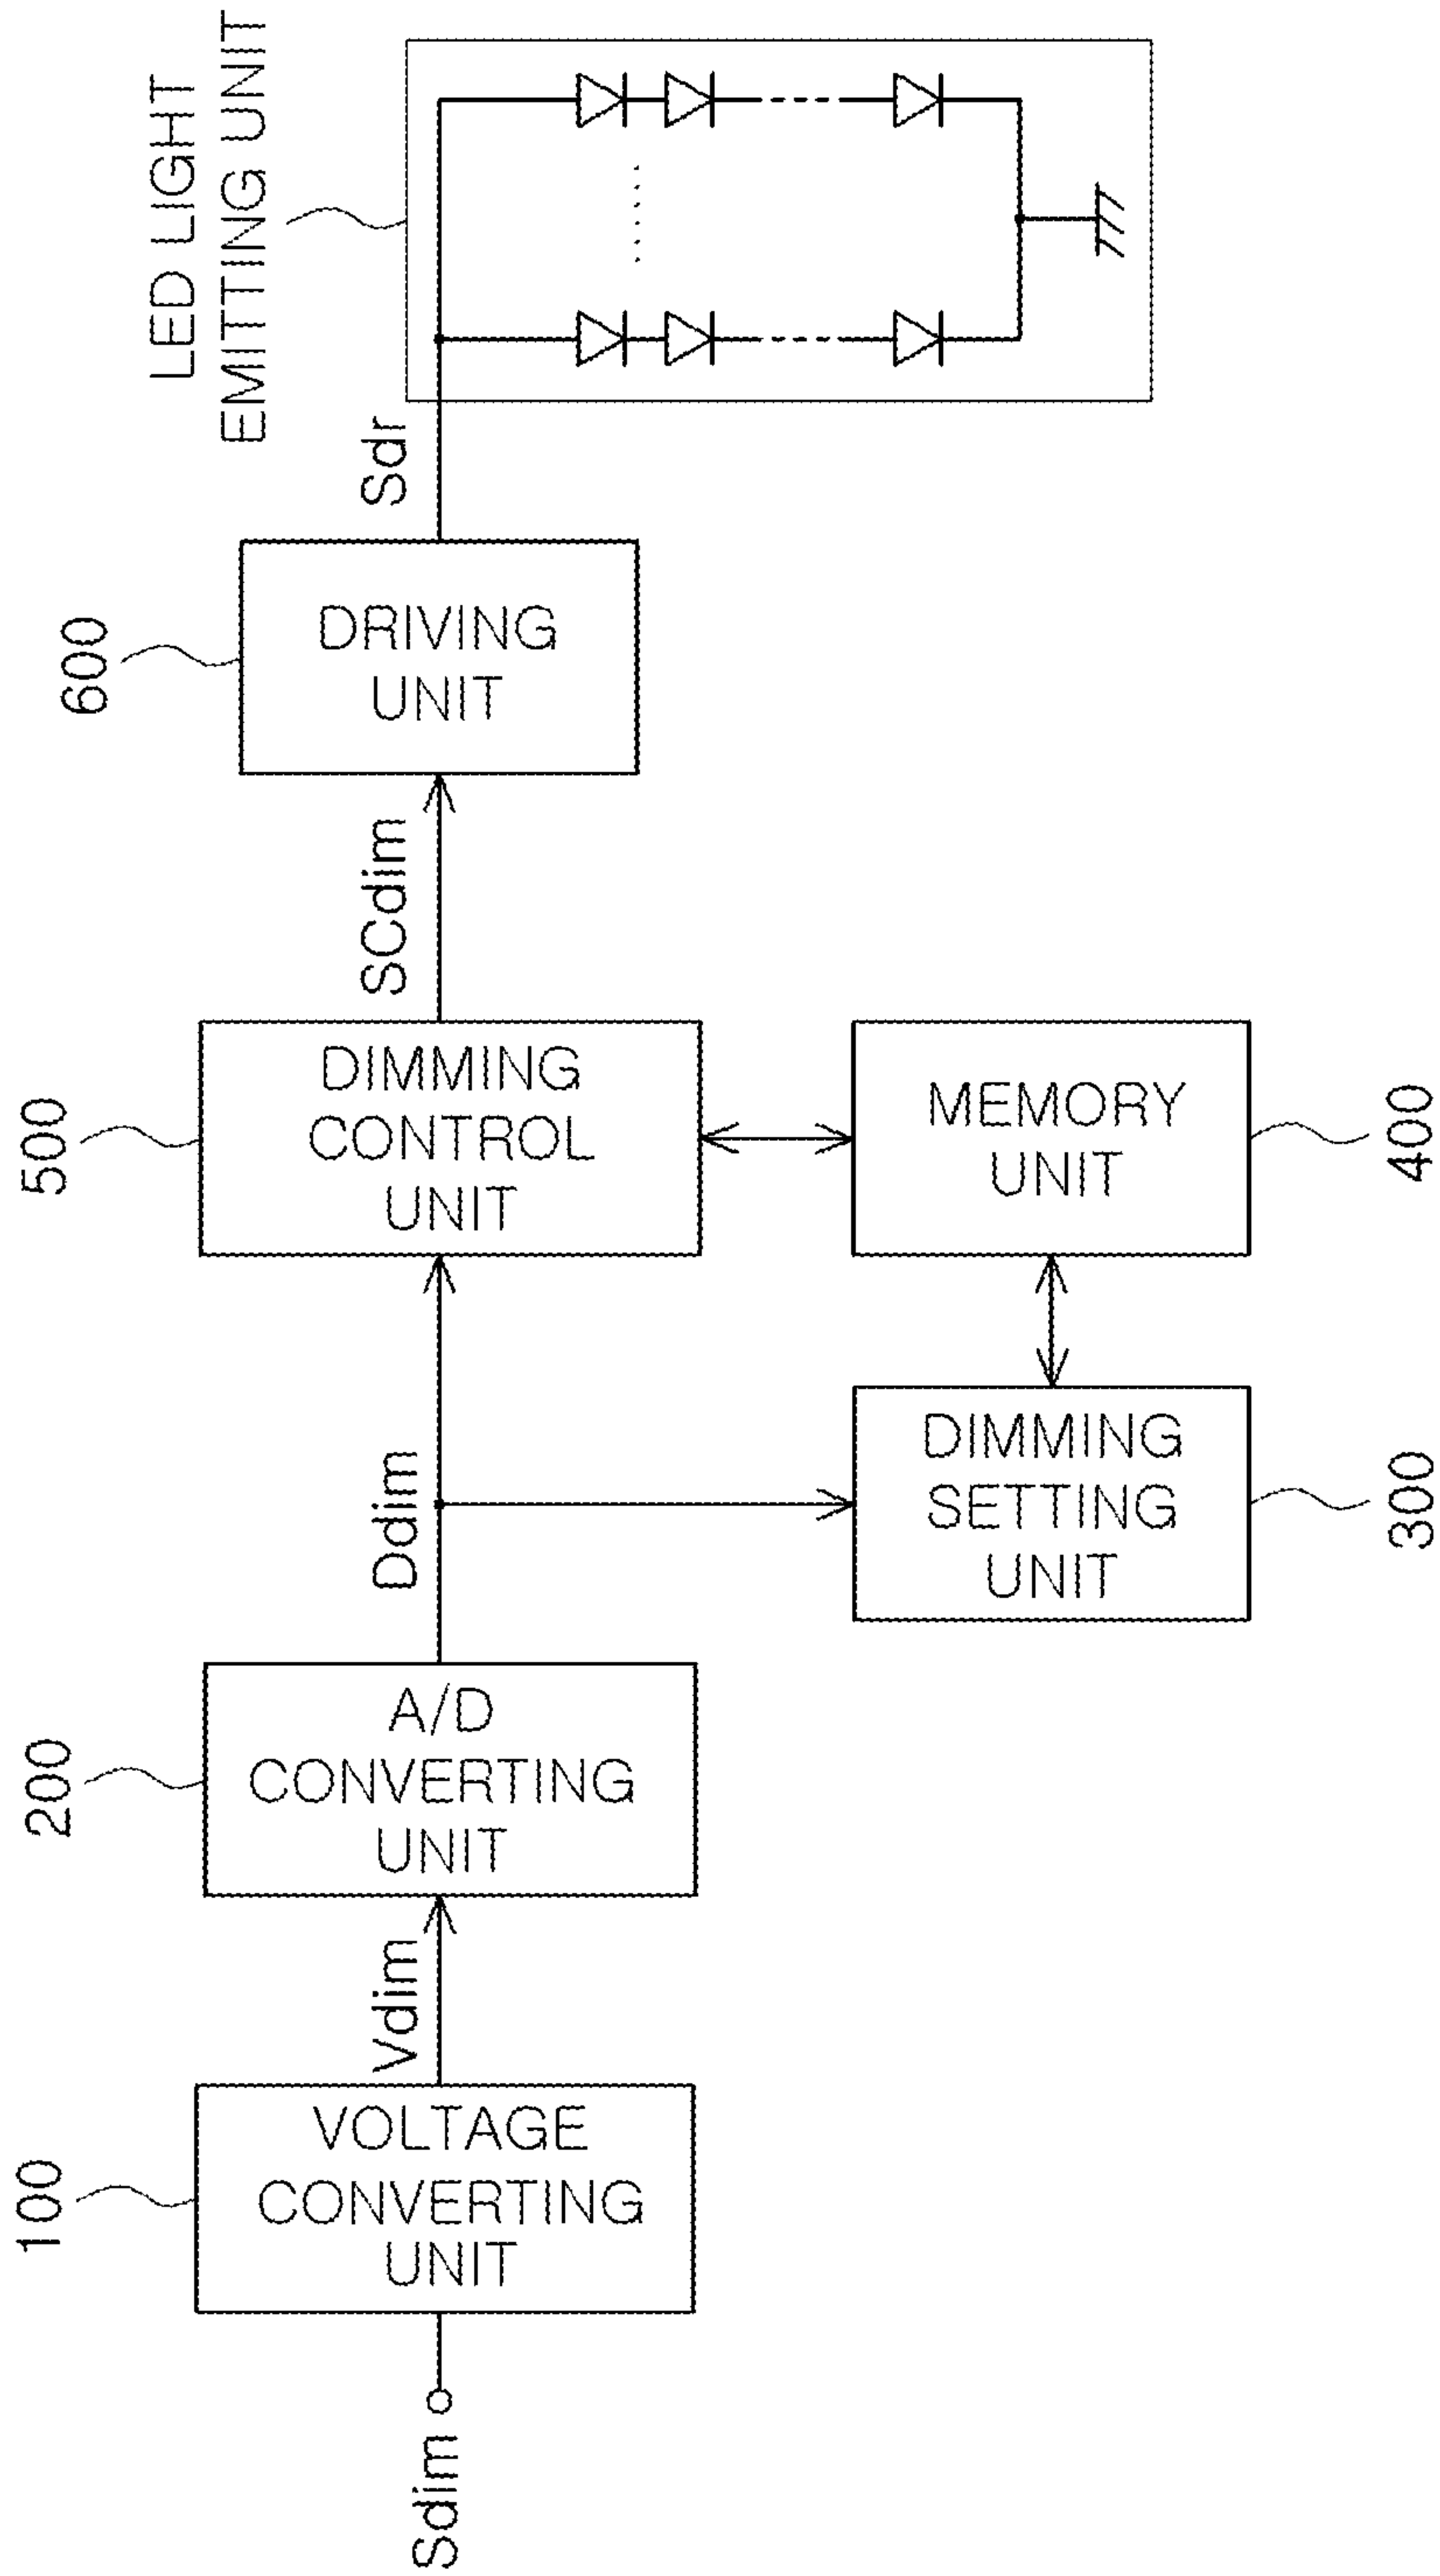 LED LIGHT
EMITTING UNIT
600
DRIVING
UNIT
Sdr
500
DIMMING
CONTROL
UNIT
SCdim
MEMORY
UNIT
400
200
A/D
CONVERTING
UNIT
Ddim
DIMMING
SETTING
UNIT
300
100
VOLTAGE
CONVERTING
UNIT
Vdim
Sdim